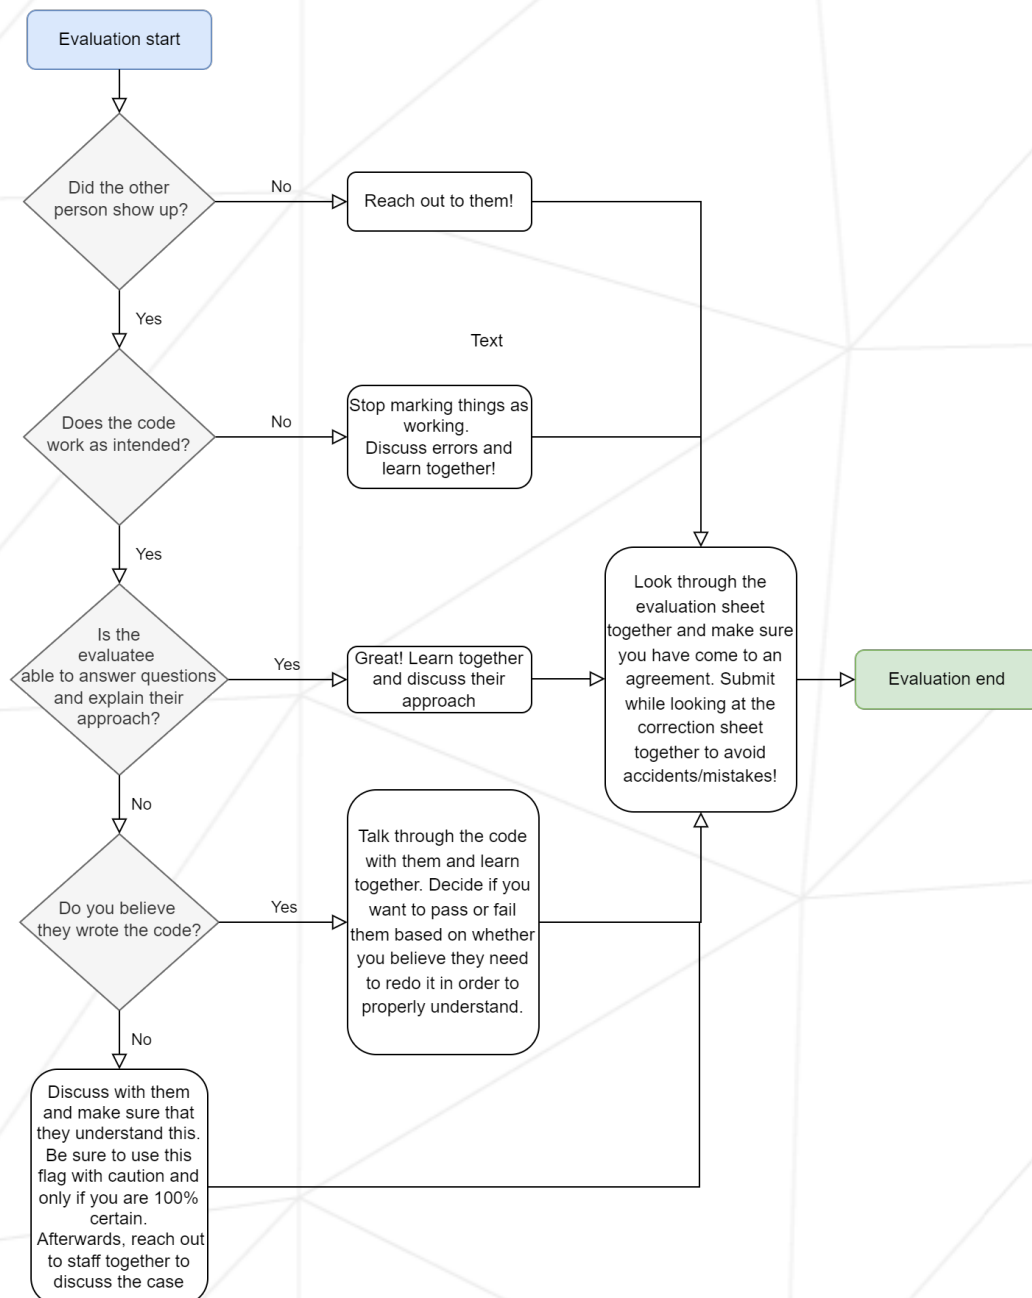 Evaluation start
Did the other
person show up?
No
Reach out to them!
Yes
Text
Does the code
work as intended?
No
Stop marking things as
working.
Discuss errors and
learn together!
Yes
Is the
evaluatee
able to answer questions
and explain their
approach?
Yes
Great! Learn together
and discuss their
approach
Look through the
evaluation sheet
together and make sure
you have come to an
agreement. Submit
while looking at the
correction sheet
together to avoid
accidents/mistakes!
Evaluation end
No
Do you believe
they wrote the code?
Yes
Talk through the code
with them and learn
together. Decide if you
want to pass or fail
them based on whether
you believe they need
to redo it in order to
properly understand.
No
Discuss with them
and make sure that
they understand this.
Be sure to use this
flag with caution and
only if you are 100%
certain.
Afterwards, reach out
to staff together to
discuss the case